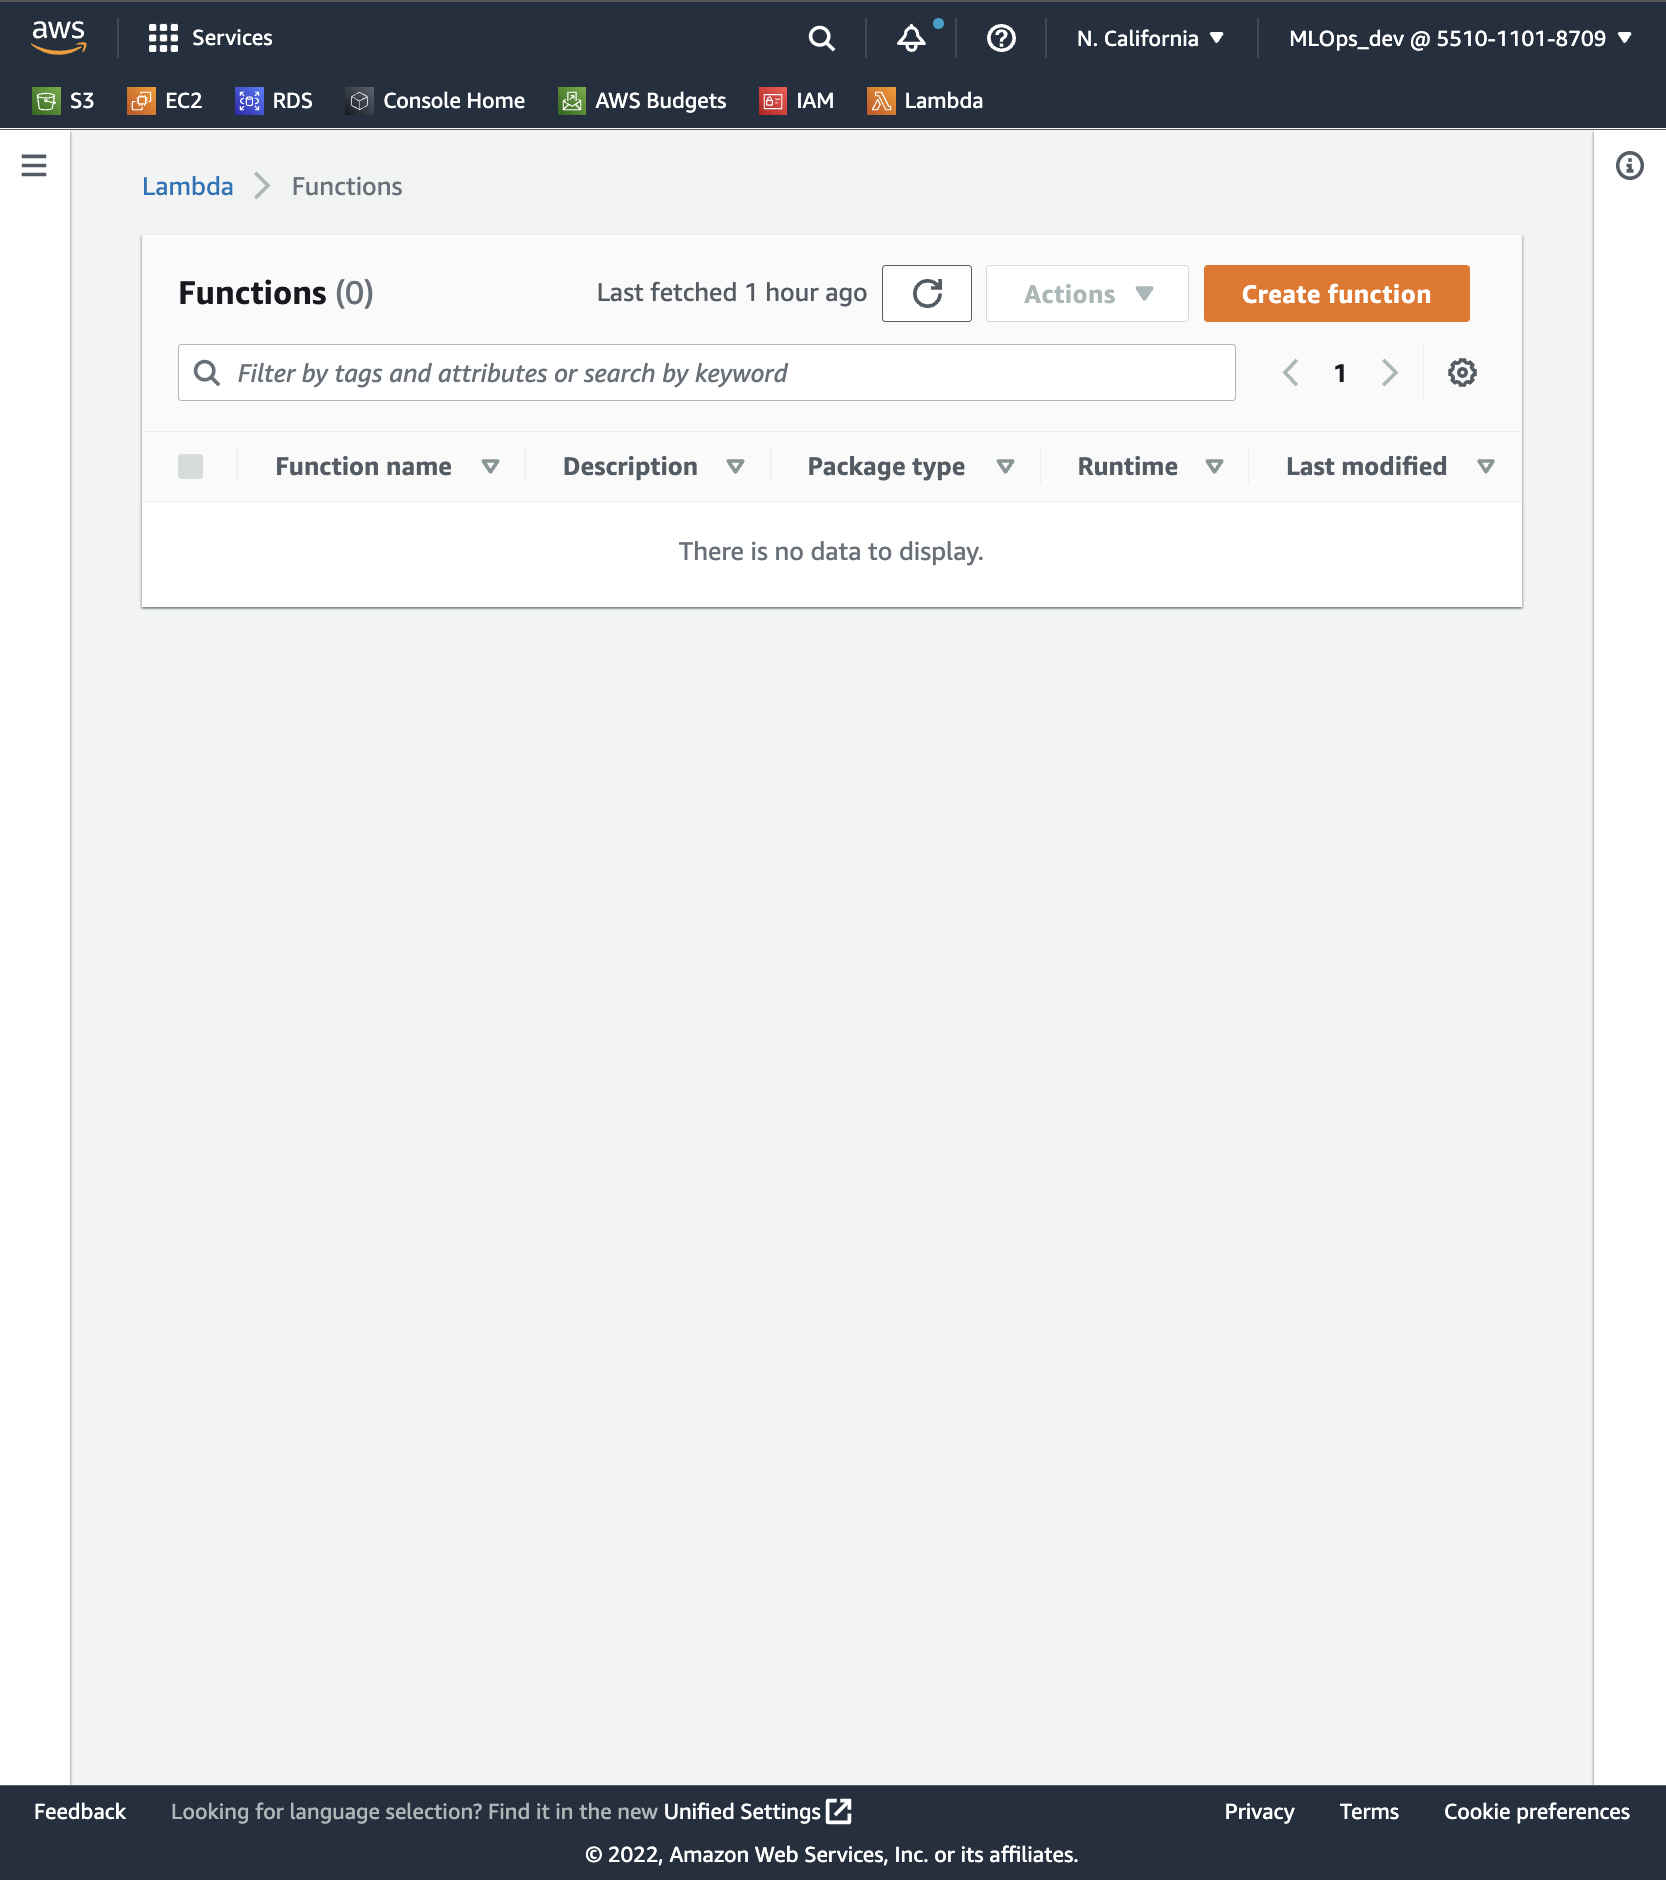 aws Services N. California MLOps_dev @ 5510-1101-8709
S3 EC2 RDS Console Home AWS Budgets IAM Lambda
Lambda Functions
Functions (0) Last fetched 1 hour ago Actions Create function
Filter by tags and attributes or search by keyword 1
Function name Description Package type Runtime Last modified
There is no data to display.
Feedback Looking for language selection? Find it in the new Unified Settings Privacy Terms Cookie preferences
© 2022, Amazon Web Services, Inc. or its affiliates.